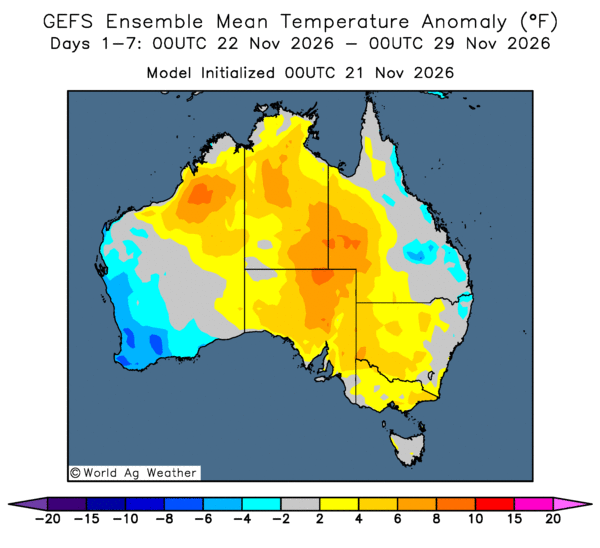 GEFS Ensemble Mean Temperature Anomaly (°F)
Days 1-7: 00UTC 22 Nov 2026 - 00UTC 29 Nov 2026
Model Initialized 00UTC 21 Nov 2026
© World Ag Weather
-20 -15 -10 -8 -6 -4 -2 2 4 6 8 10 15 20